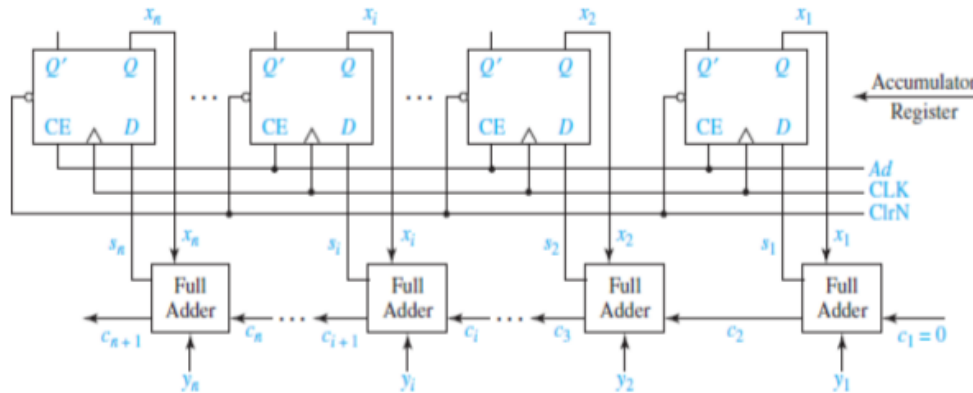 xₙ xᵢ x₂ x₁
Q′ Q Q′ Q Q′ Q Q′ Q
··· ···
Accumulator
Register
CE D CE D CE D CE D
Ad
CLK
ClrN
sₙ xₙ sᵢ xᵢ s₂ x₂ s₁ x₁
Full Full Full Full
Adder Adder Adder Adder
cₙ₊₁ cₙ ··· cᵢ₊₁ cᵢ ··· c₃ c₂ c₁ = 0
yₙ yᵢ y₂ y₁